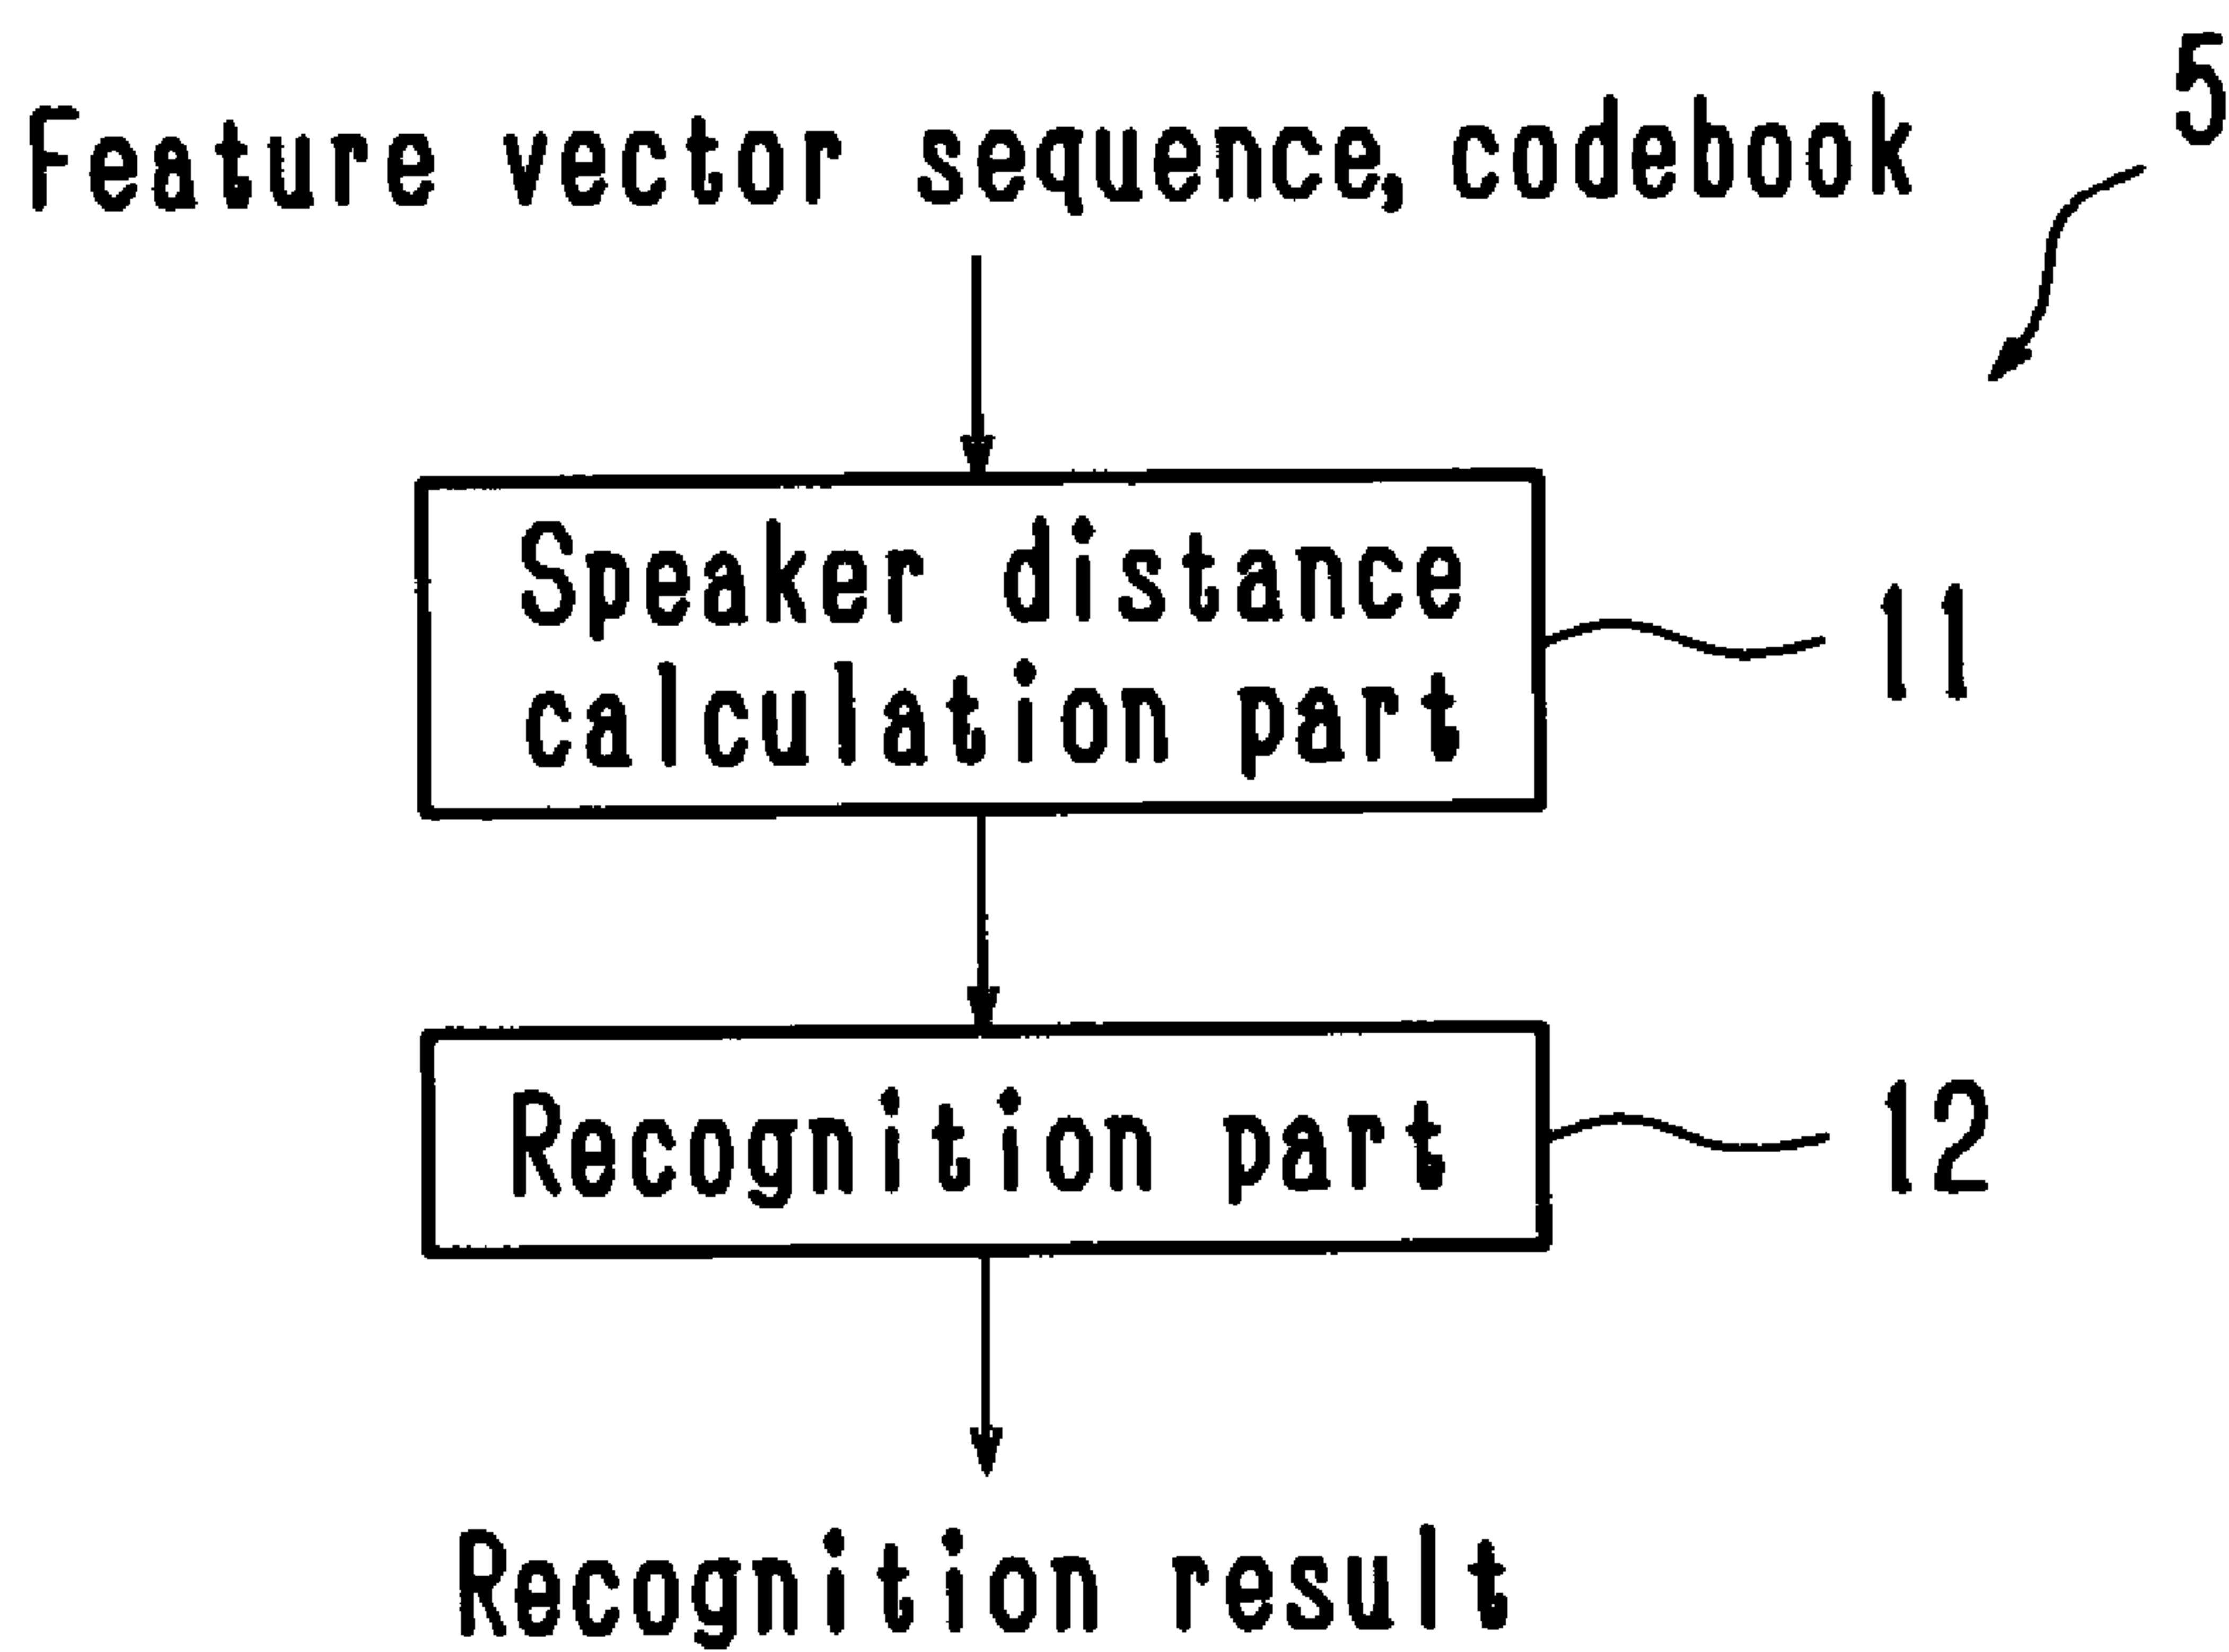 5
Feature vector sequence, codebook
Speaker distance
calculation part
11
Recognition part
12
Recognition result